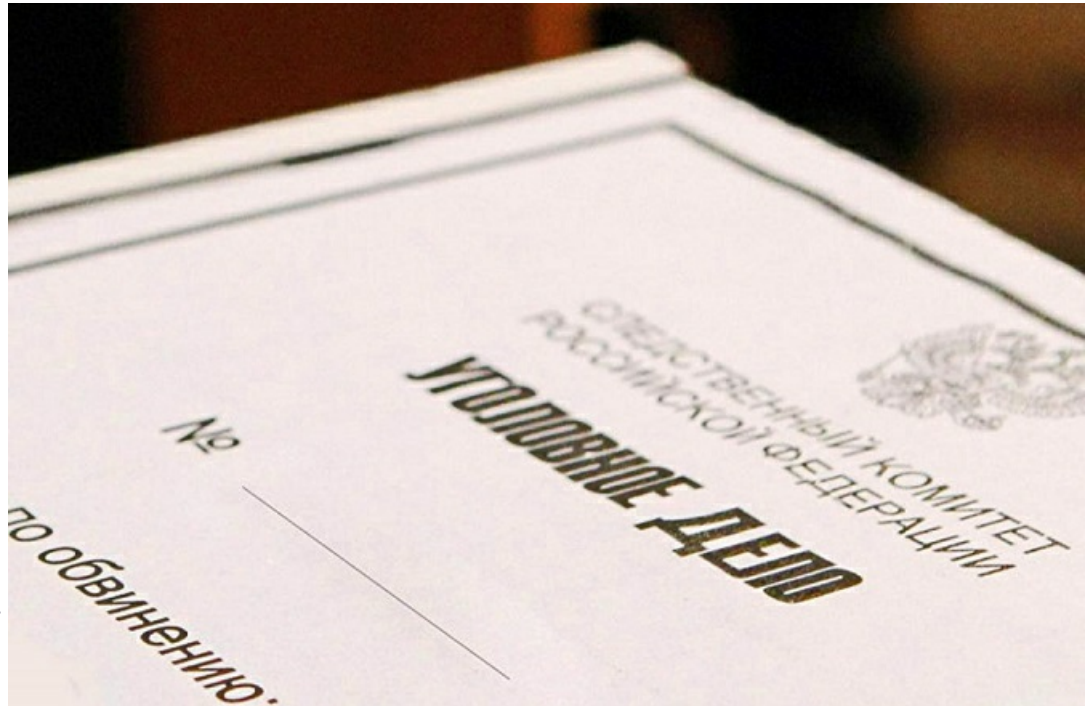 СЛЕДСТВЕННЫЙ КОМИТЕТ
РОССИЙСКОЙ ФЕДЕРАЦИИ
УГОЛОВНОЕ ДЕЛО
№
по обвинению: